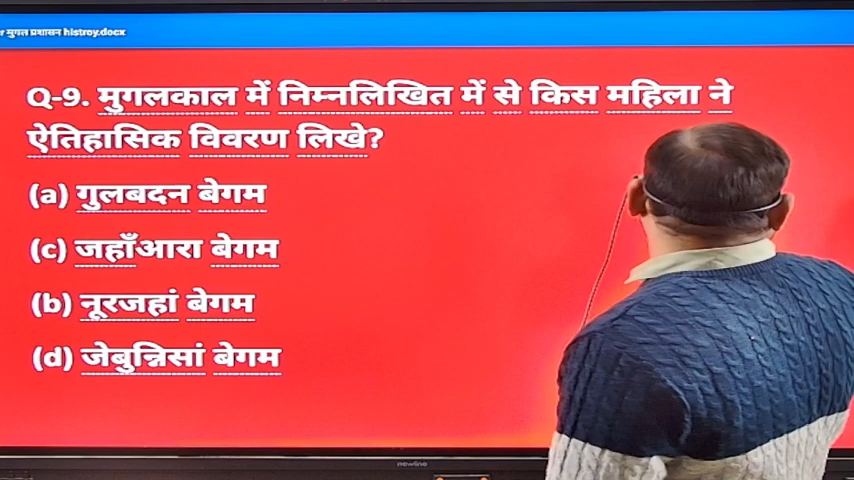 मुगल प्रशासन histroy.docx
Q-9. मुगलकाल में निम्नलिखित में से किस महिला ने
ऐतिहासिक विवरण लिखे?
(a) गुलबदन बेगम
(c) जहाँआरा बेगम
(b) नूरजहां बेगम
(d) जेबुन्निसां बेगम
newline